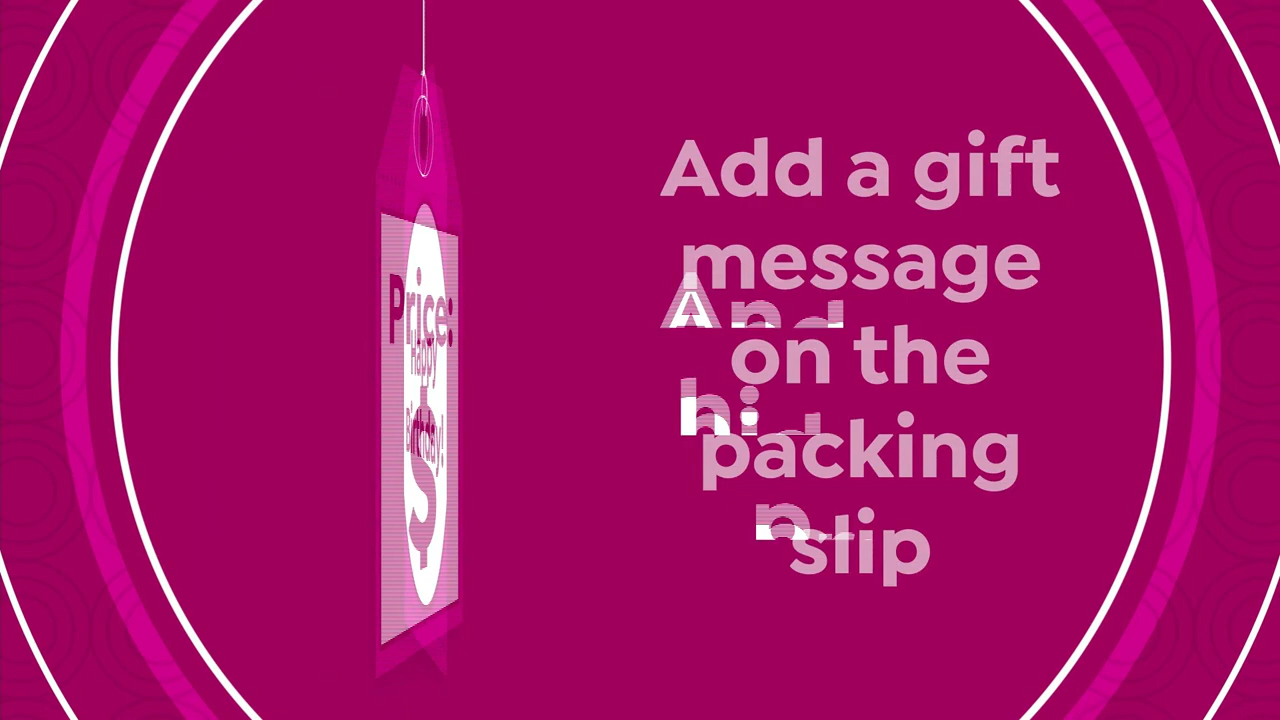 Price:
Happy
Birthday!
$
Add a gift
message
on the
packing
slip